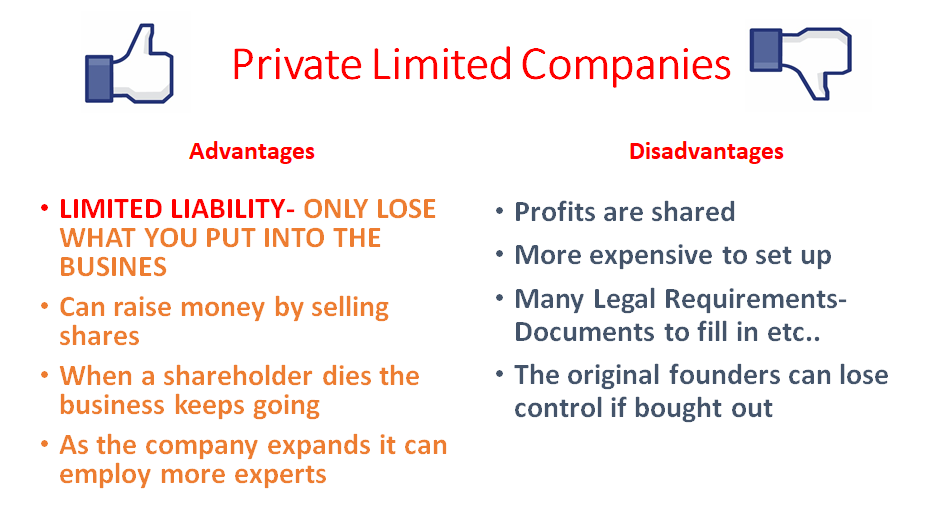 Private Limited Companies
Advantages
• LIMITED LIABILITY- ONLY LOSE
WHAT YOU PUT INTO THE
BUSINES
• Can raise money by selling
shares
• When a shareholder dies the
business keeps going
• As the company expands it can
employ more experts
Disadvantages
• Profits are shared
• More expensive to set up
• Many Legal Requirements-
Documents to fill in etc..
• The original founders can lose
control if bought out